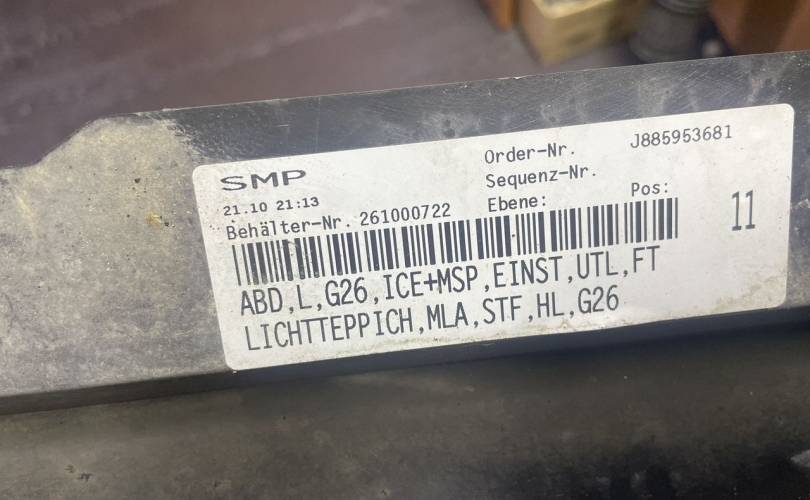 SMP
Order-Nr. J885953681
21.10 21:13
Sequenz-Nr.
Behälter-Nr. 261000722
Ebene: Pos: 11
ABD,L,G26,ICE+MSP,EINST,UTL,FT
LICHTTEPPICH,MLA,STF,HL,G26